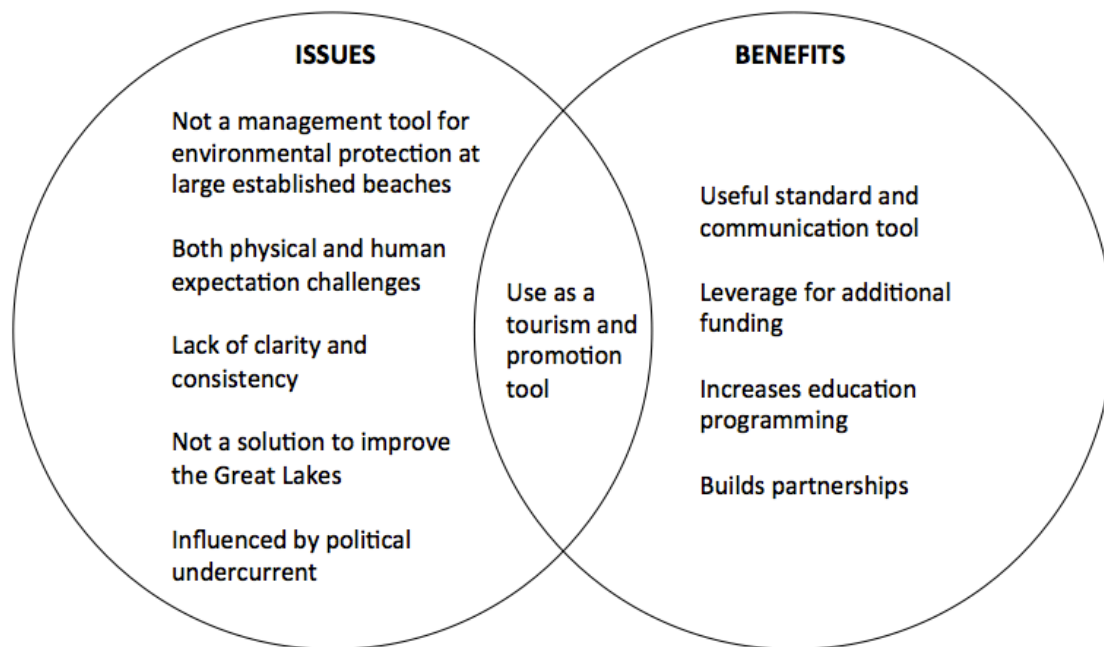 ISSUES
Not a management tool for
environmental protection at
large established beaches
Both physical and human
expectation challenges
Lack of clarity and
consistency
Not a solution to improve
the Great Lakes
Influenced by political
undercurrent
Use as a
tourism and
promotion
tool
BENEFITS
Useful standard and
communication tool
Leverage for additional
funding
Increases education
programming
Builds partnerships